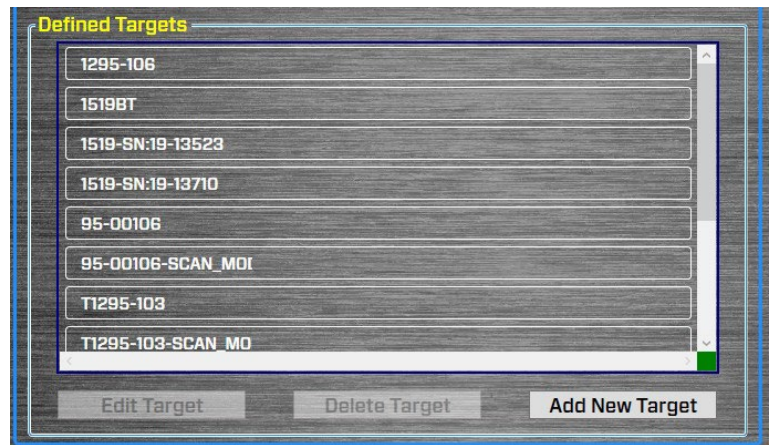 Defined Targets
1295-106
1519BT
1519-SN:19-13523
1519-SN:19-13710
95-00106
95-00106-SCAN_MO
T1295-103
T1295-103-SCAN_MO
Edit Target Delete Target Add New Target